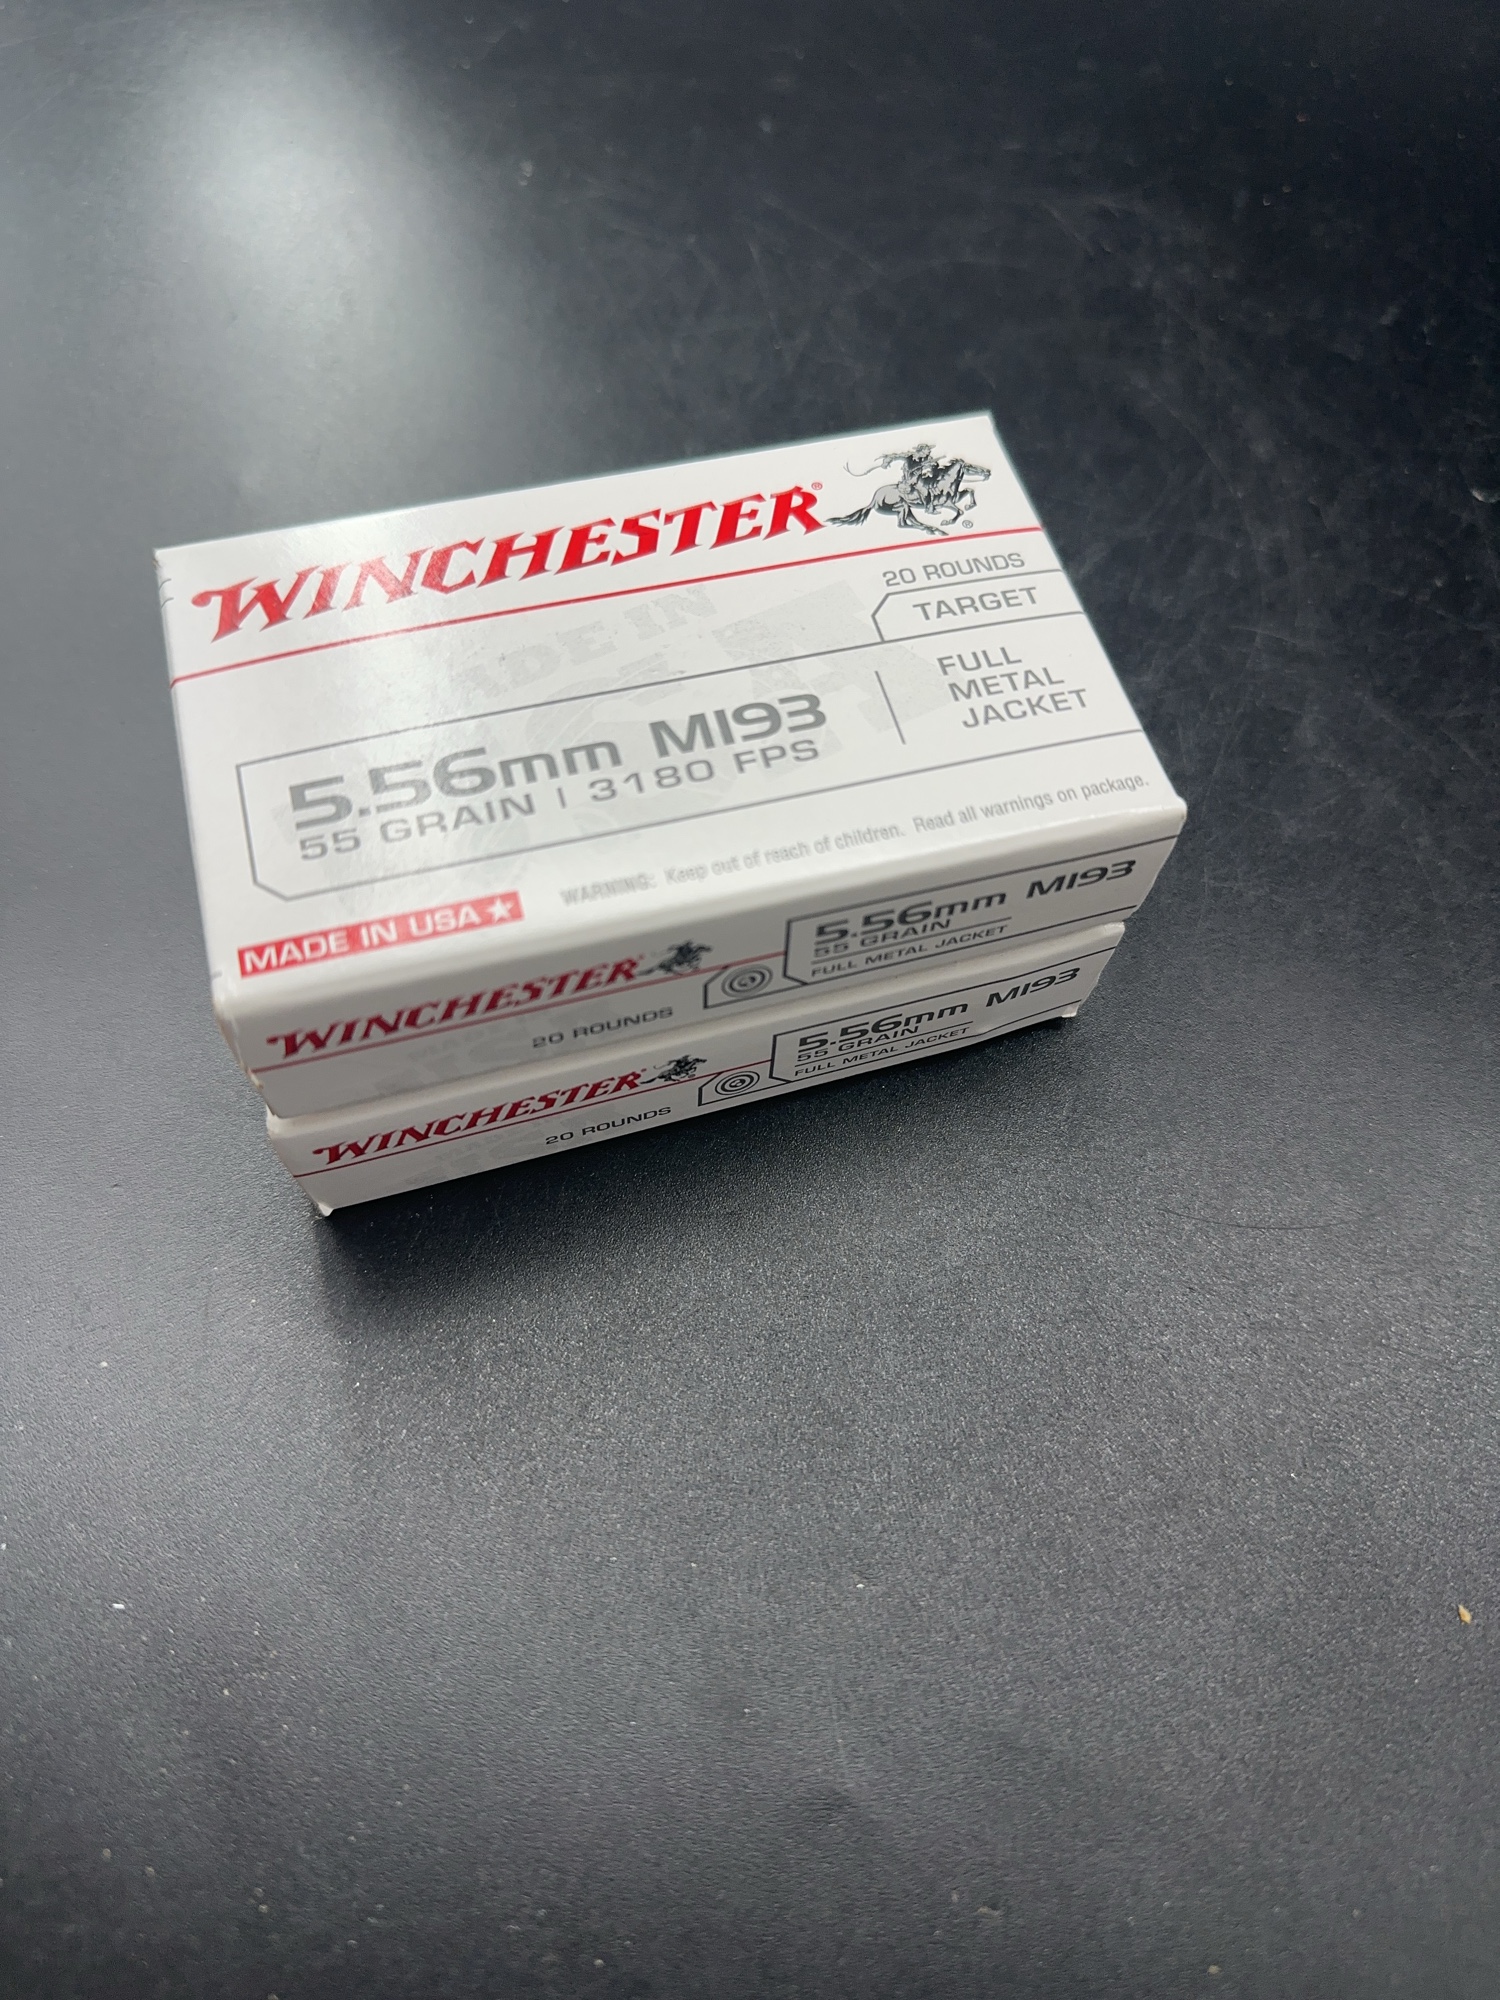 WINCHESTER®
®
20 ROUNDS
TARGET
MADE IN
5.56mm M193
55 GRAIN | 3180 FPS
FULL
METAL
JACKET
WARNING: Keep out of reach of children. Read all warnings on package.
MADE IN USA
WINCHESTER
20 ROUNDS
5.56mm M193
55 GRAIN
FULL METAL JACKET
WINCHESTER
20 ROUNDS
5.56mm M193
55 GRAIN
FULL METAL JACKET